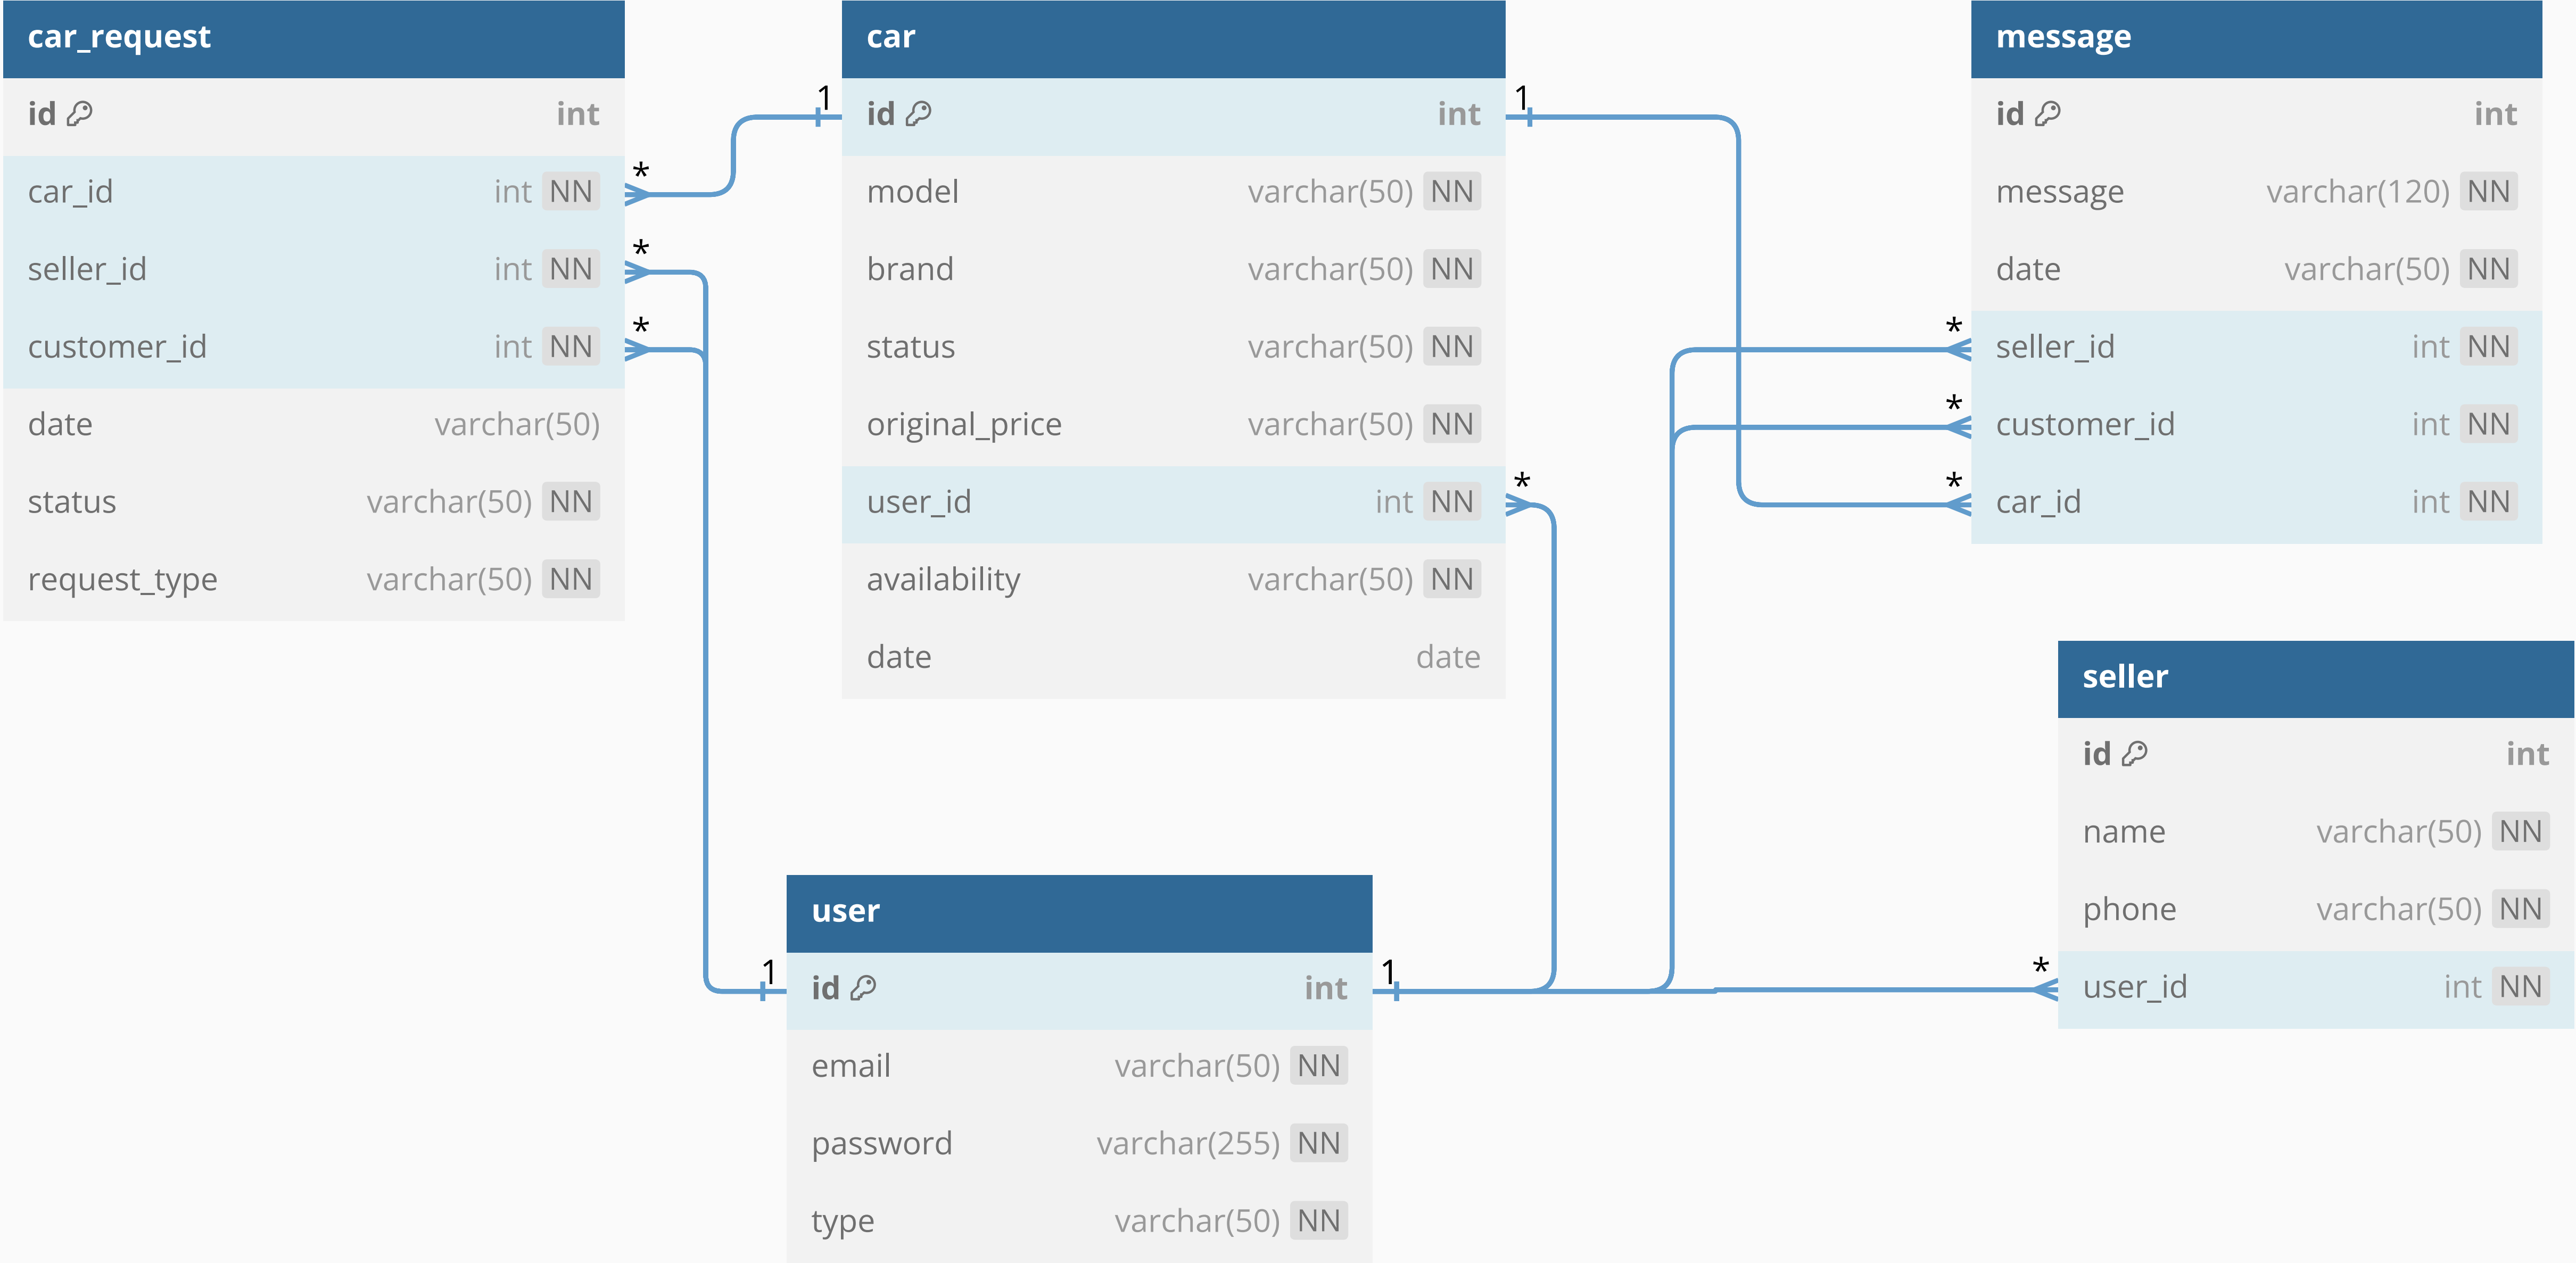 car_request
id int
car_id int NN
seller_id int NN
customer_id int NN
date varchar(50)
status varchar(50) NN
request_type varchar(50) NN
*
*
*
1
car
id int
model varchar(50) NN
brand varchar(50) NN
status varchar(50) NN
original_price varchar(50) NN
user_id int NN
availability varchar(50) NN
date date
1
*
message
id int
message varchar(120) NN
date varchar(50) NN
seller_id int NN
customer_id int NN
car_id int NN
*
*
*
seller
id int
name varchar(50) NN
phone varchar(50) NN
user_id int NN
*
user
id int
email varchar(50) NN
password varchar(255) NN
type varchar(50) NN
1
1